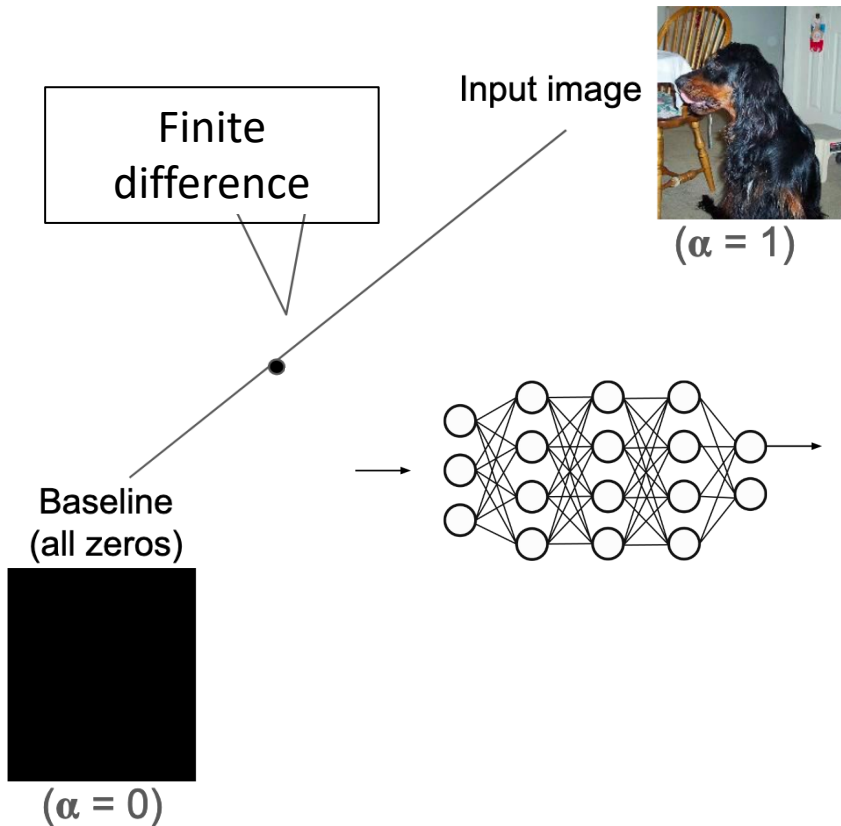 Input image
Finite
difference
(α = 1)
Baseline
(all zeros)
(α = 0)